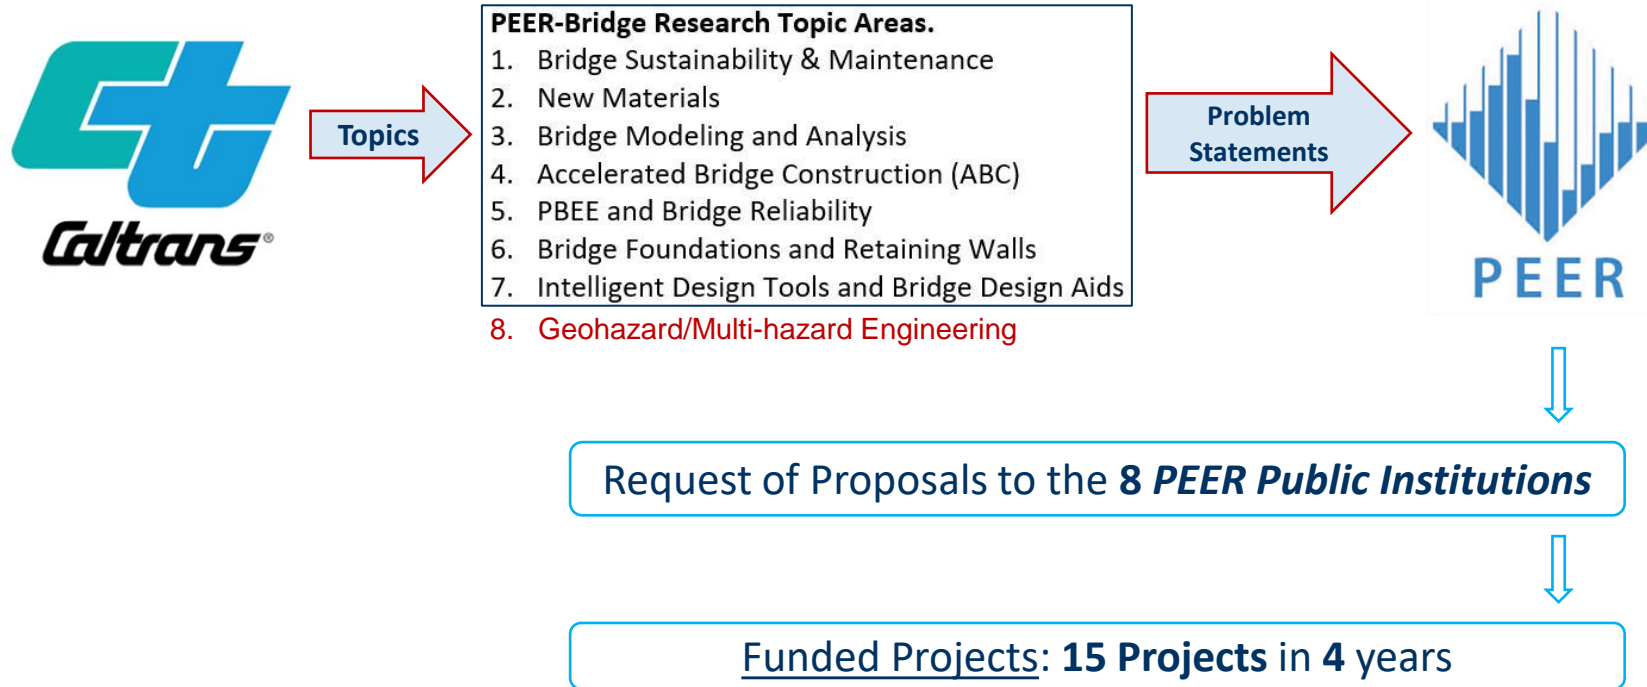 Caltrans®
Topics
PEER-Bridge Research Topic Areas.
1. Bridge Sustainability & Maintenance
2. New Materials
3. Bridge Modeling and Analysis
4. Accelerated Bridge Construction (ABC)
5. PBEE and Bridge Reliability
6. Bridge Foundations and Retaining Walls
7. Intelligent Design Tools and Bridge Design Aids
8. Geohazard/Multi-hazard Engineering
Problem
Statements
PEER
Request of Proposals to the 8 PEER Public Institutions
Funded Projects: 15 Projects in 4 years